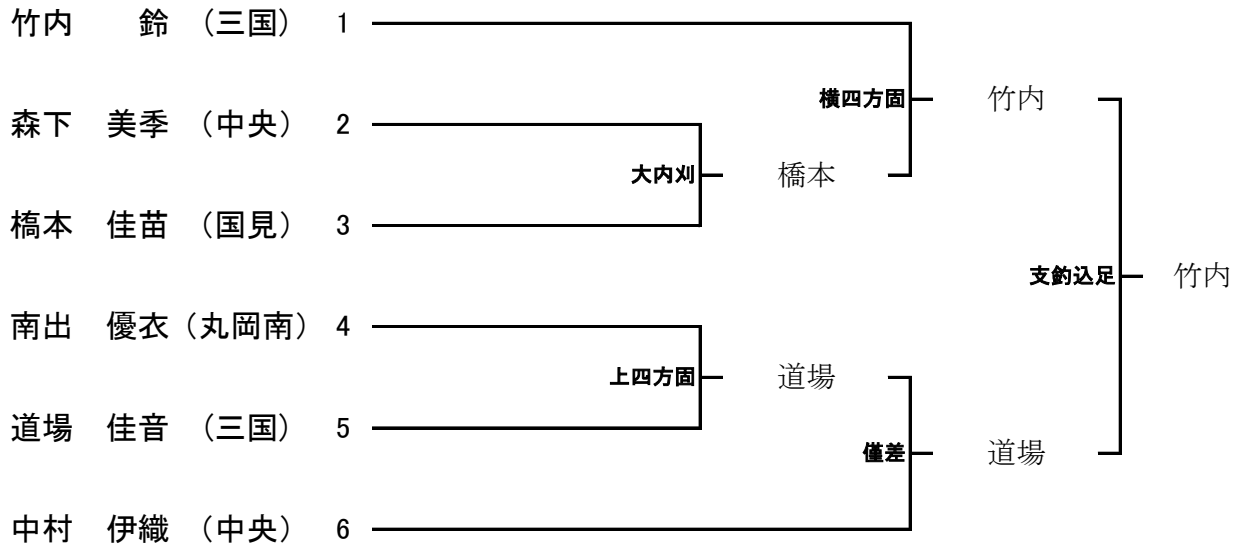 竹内　　鈴　（三国）　1
横四方固　竹内
森下　美季　（中央）　2
大内刈　橋本
橋本　佳苗　（国見）　3
支釣込足　竹内
南出　優衣（丸岡南）　4
上四方固　道場
道場　佳音　（三国）　5
僅差　道場
中村　伊織　（中央）　6